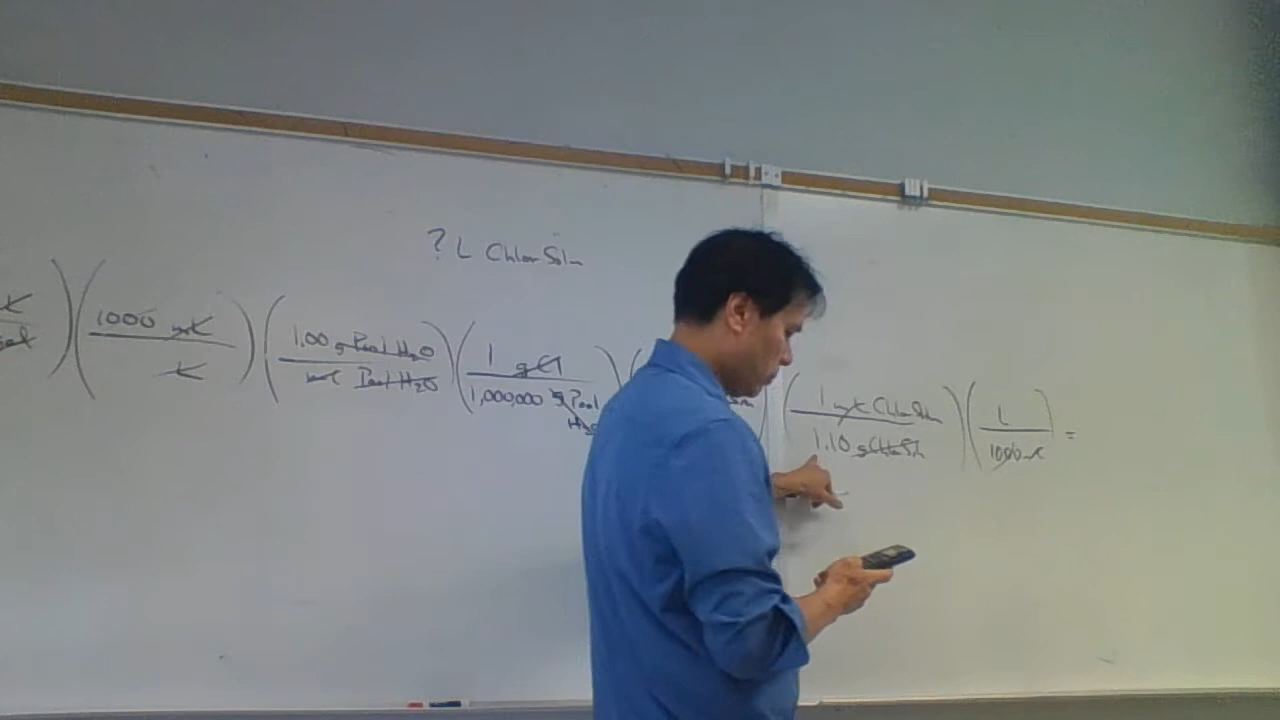 ? L Chlor Soln
1000 mL
L
1.00 g Pool H2O
mL Pool H2O
1 g Cl
1,000,000 g Pool
H2O
1 mL Chlor Soln
1.10 g Chlor Soln
L
1000 mL
=